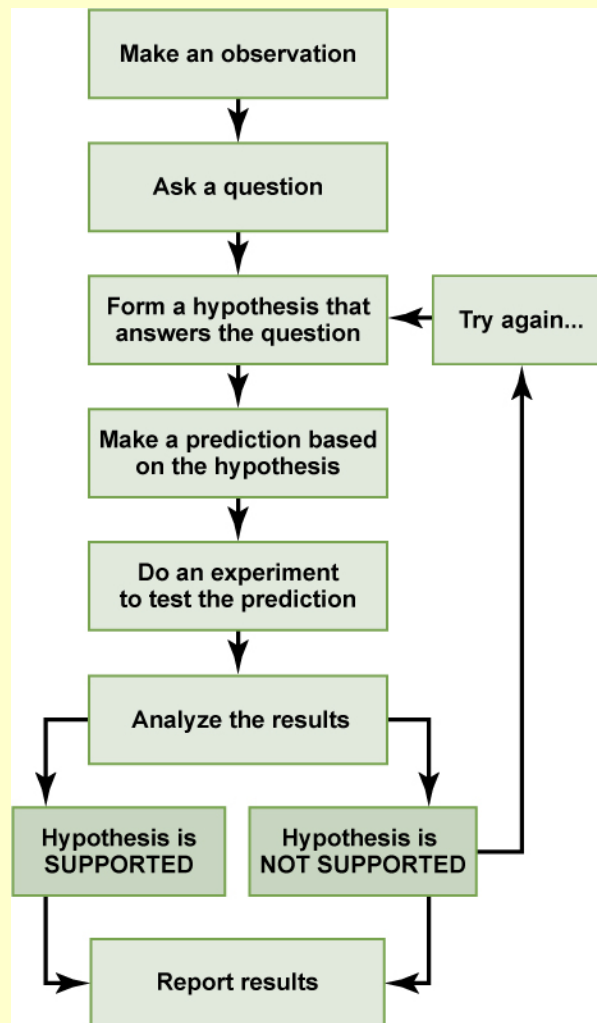 Make an observation
Ask a question
Form a hypothesis that
answers the question
Try again...
Make a prediction based
on the hypothesis
Do an experiment
to test the prediction
Analyze the results
Hypothesis is
SUPPORTED
Hypothesis is
NOT SUPPORTED
Report results